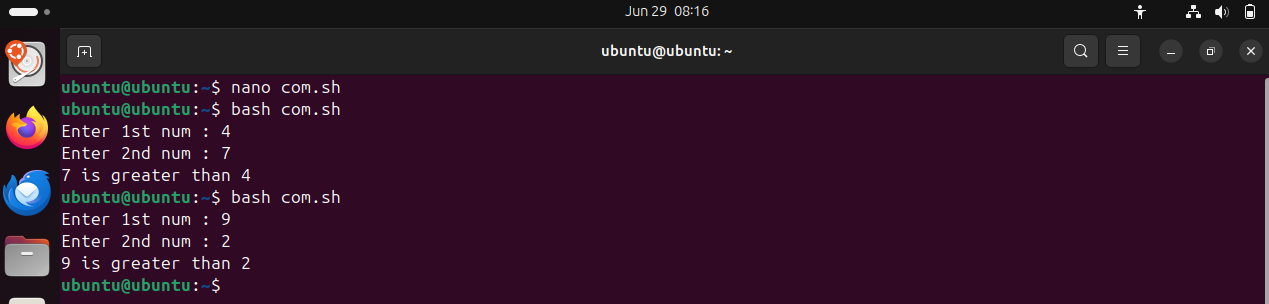 Jun 29 08:16
ubuntu@ubuntu: ~
ubuntu@ubuntu:~$ nano com.sh
ubuntu@ubuntu:~$ bash com.sh
Enter 1st num : 4
Enter 2nd num : 7
7 is greater than 4
ubuntu@ubuntu:~$ bash com.sh
Enter 1st num : 9
Enter 2nd num : 2
9 is greater than 2
ubuntu@ubuntu:~$